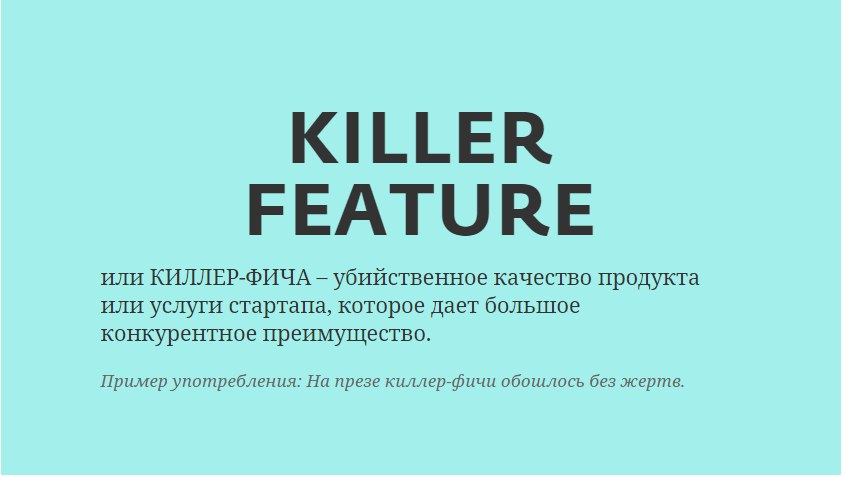 KILLER
FEATURE
или КИЛЛЕР-ФИЧА – убийственное качество продукта
или услуги стартапа, которое дает большое
конкурентное преимущество.
Пример употребления: На презе киллер-фичи обошлось без жертв.